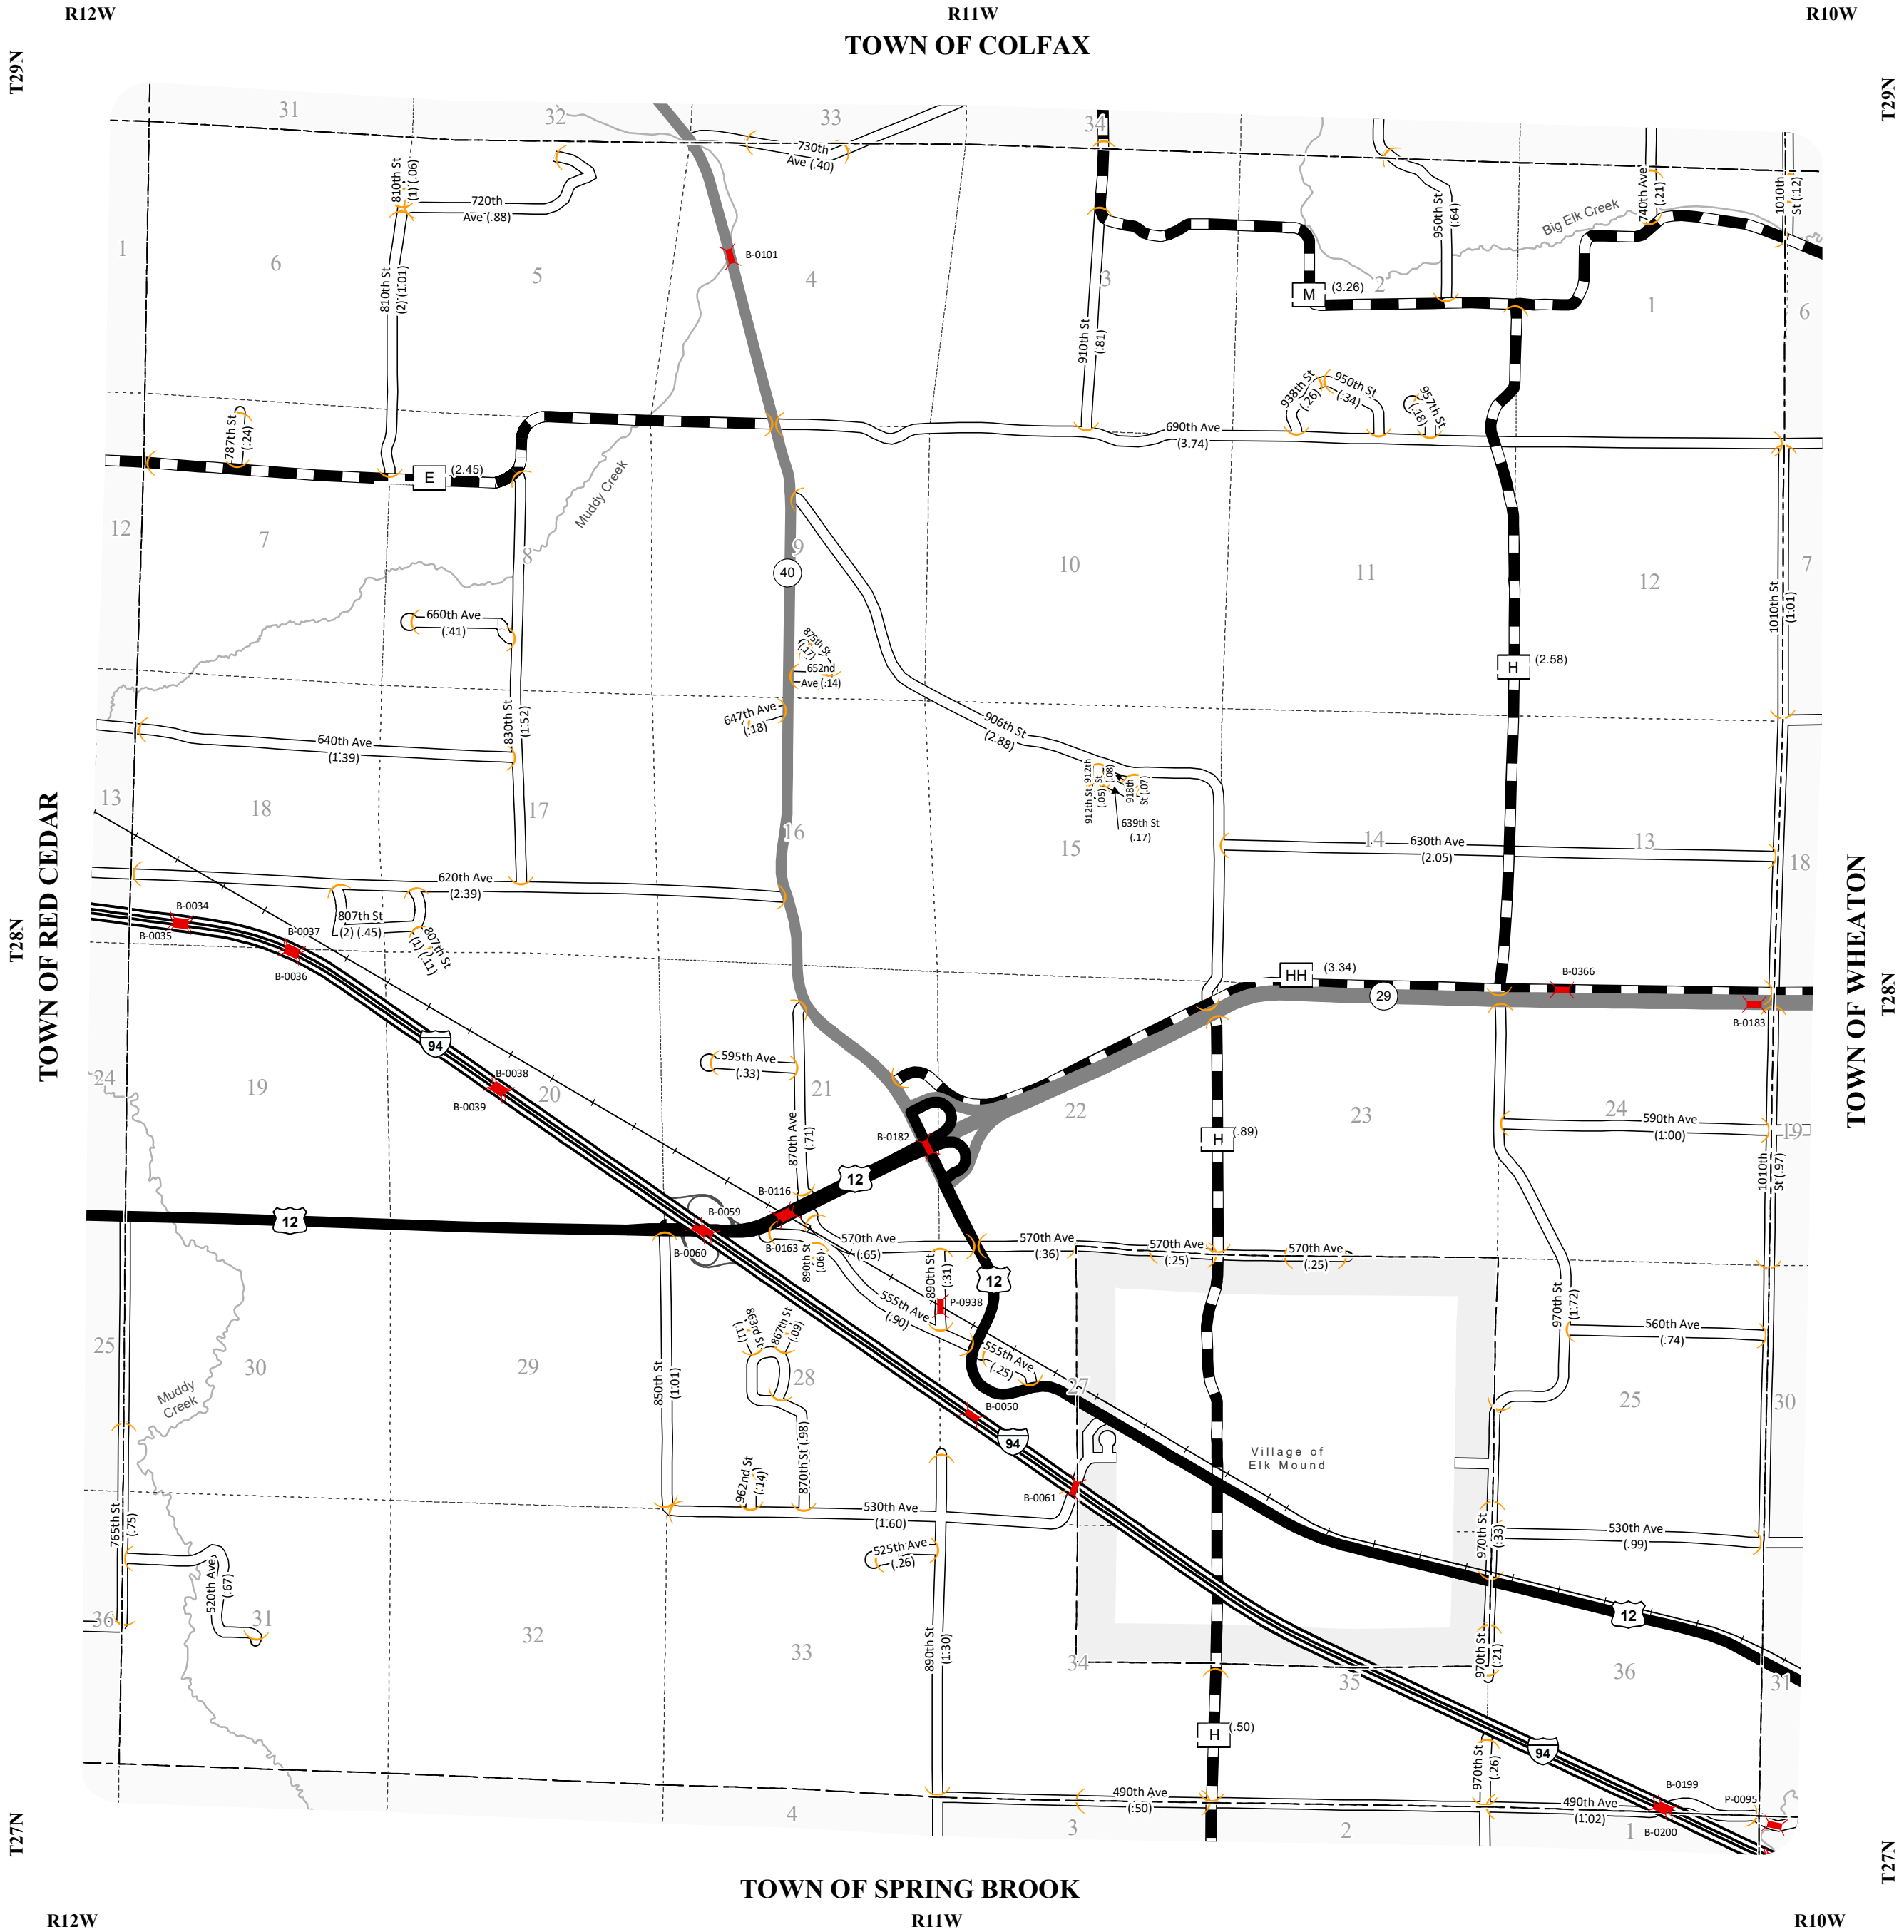 R12W
R11W
R10W
TOWN OF COLFAX
T29N
T29N
31
32
33
34
730th
Ave (.40)
810th St
(1) (.06)
720th
Ave (.88)
740th Ave
(.21)
1010th
St (.12)
950th St
(.64)
Big Elk Creek
1
6
5
B-0101
4
3
M
(3.26)
2
1
6
810th St
(2) (1.01)
910th St
(.81)
938th St
(.26)
950th St
(.34)
957th St
(.18)
787th St
(.24)
690th Ave
(3.74)
E
(2.45)
Muddy Creek
12
7
8
9
10
11
12
7
40
1010th St
(1.01)
660th Ave
(.41)
875th St
(.17)
652nd
Ave (.14)
H
(2.58)
647th Ave
(.18)
830th St
(1.52)
906th St
(2.88)
640th Ave
(1.39)
912th St
(.05)
912th
St
(.08)
918th
St (.07)
639th St
(.17)
13
18
17
16
15
14
13
18
630th Ave
(2.05)
TOWN OF RED CEDAR
TOWN OF WHEATON
620th Ave
(2.39)
B-0034
B-0035
807th St
(2) (.45)
807th St
(1) (.11)
B-0037
B-0036
T28N
T28N
HH
(3.34)
29
B-0366
B-0183
94
595th Ave
(.33)
B-0038
B-0039
24
19
20
21
22
23
24
19
590th Ave
(1.00)
870th Ave
(.71)
B-0182
H
(.89)
1010th
St (.97)
12
12
B-0116
B-0059
B-0060
B-0163
890th St
(.06)
570th Ave
(.65)
570th Ave
(.36)
570th Ave
(.25)
570th Ave
(.25)
890th St
(.31)
P-0938
12
555th Ave
(.90)
555th Ave
(.25)
970th St
(1.72)
560th Ave
(.74)
863rd St
(.11)
867th St
(.09)
25
30
29
28
27
25
30
Muddy
Creek
850th St
(1.01)
B-0050
94
870th St (.98)
962nd St
(.14)
Village of
Elk Mound
B-0061
530th Ave
(1.60)
525th Ave
(.26)
765th St
(.75)
970th St
(.33)
530th Ave
(.99)
520th Ave
(.67)
36
31
32
33
34
35
36
31
12
890th St
(1.30)
970th St
(.21)
H
(.50)
94
970th St
(.26)
490th Ave
(.50)
490th Ave
(1.02)
B-0199
B-0200
P-0095
4
3
2
1
T27N
T27N
TOWN OF SPRING BROOK
R12W
R11W
R10W